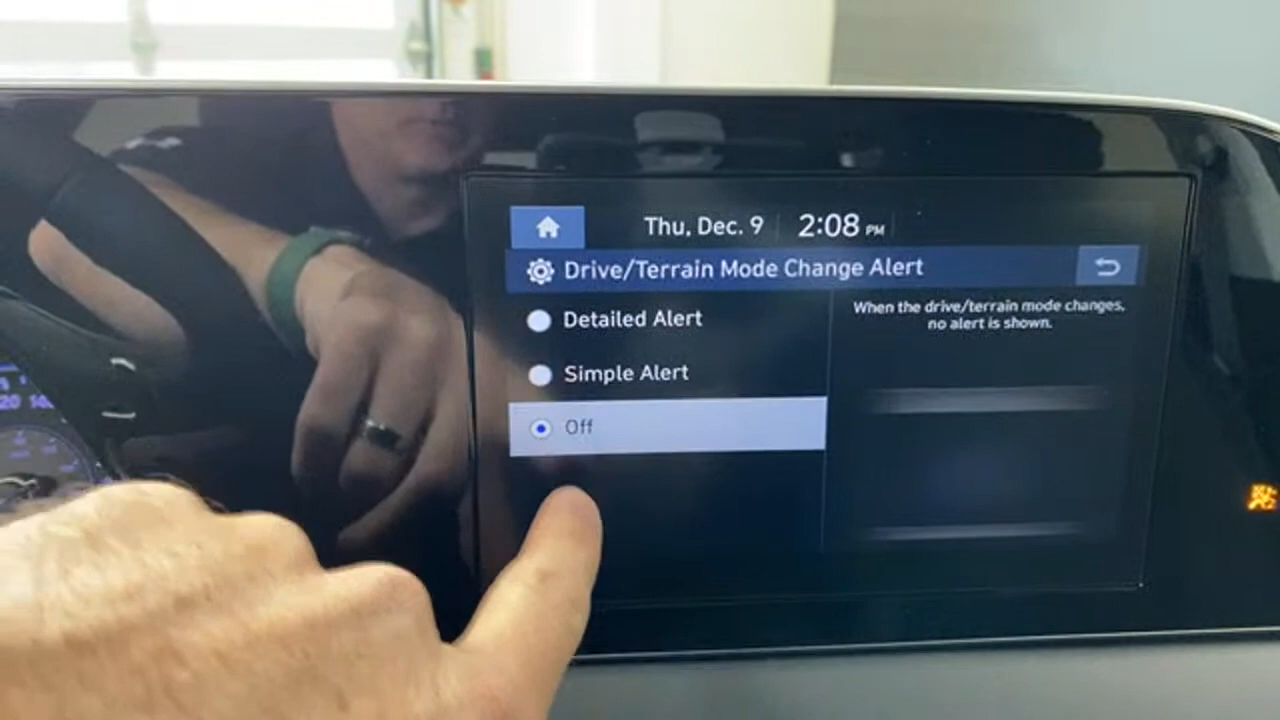 Thu, Dec. 9 2:08 PM
Drive/Terrain Mode Change Alert
Detailed Alert
When the drive/terrain mode changes,
no alert is shown.
Simple Alert
Off